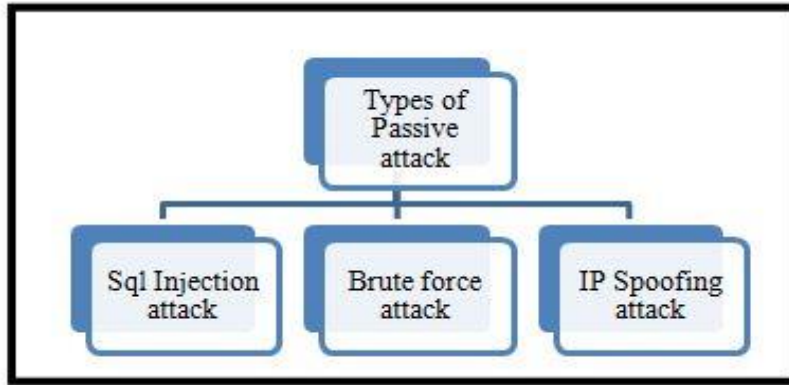 Types of
Passive
attack
Sql Injection
attack
Brute force
attack
IP Spoofing
attack